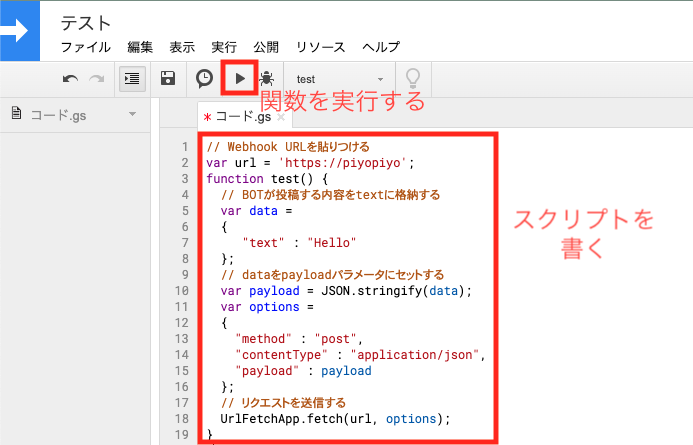 テスト
ファイル 編集 表示 実行 公開 リソース ヘルプ
test
関数を実行する
コード.gs
コード.gs
1 // Webhook URLを貼りつける
2 var url = 'https://piyopiyo';
3 function test() {
4 // BOTが投稿する内容をtextに格納する
5 var data =
6 {
7 "text" : "Hello"
8 };
9 // dataをpayloadパラメータにセットする
10 var payload = JSON.stringify(data);
11 var options =
12 {
13 "method" : "post",
14 "contentType" : "application/json",
15 "payload" : payload
16 };
17 // リクエストを送信する
18 UrlFetchApp.fetch(url, options);
19 }
スクリプトを
書く